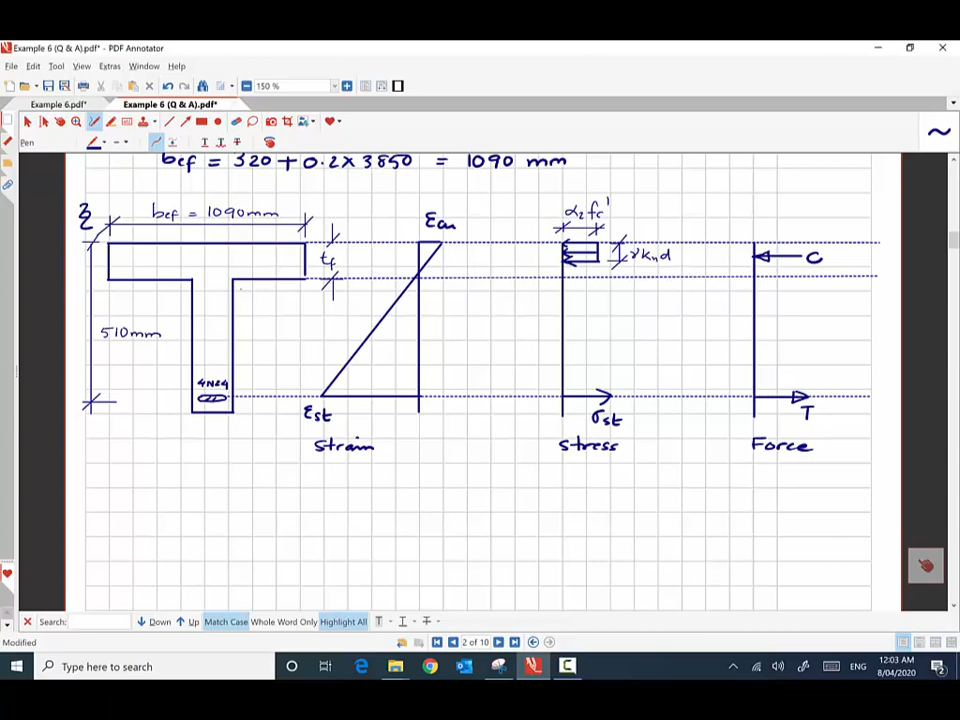 Example 6 (Q & A).pdf* - PDF Annotator
File Edit Tool View Extras Window Help
150 %
Example 6.pdf* Example 6 (Q & A).pdf*
Pen
bef = 320 + 0.2 x 3850 = 1090 mm
bef = 1090mm
εcu
α2 f'c
tf
γkud
C
510mm
4N24
εst
σst
T
Strain
Stress
Force
Search: Down Up Match Case Whole Word Only Highlight All
Modified
2 of 10
Type here to search
ENG
12:03 AM
8/04/2020
2